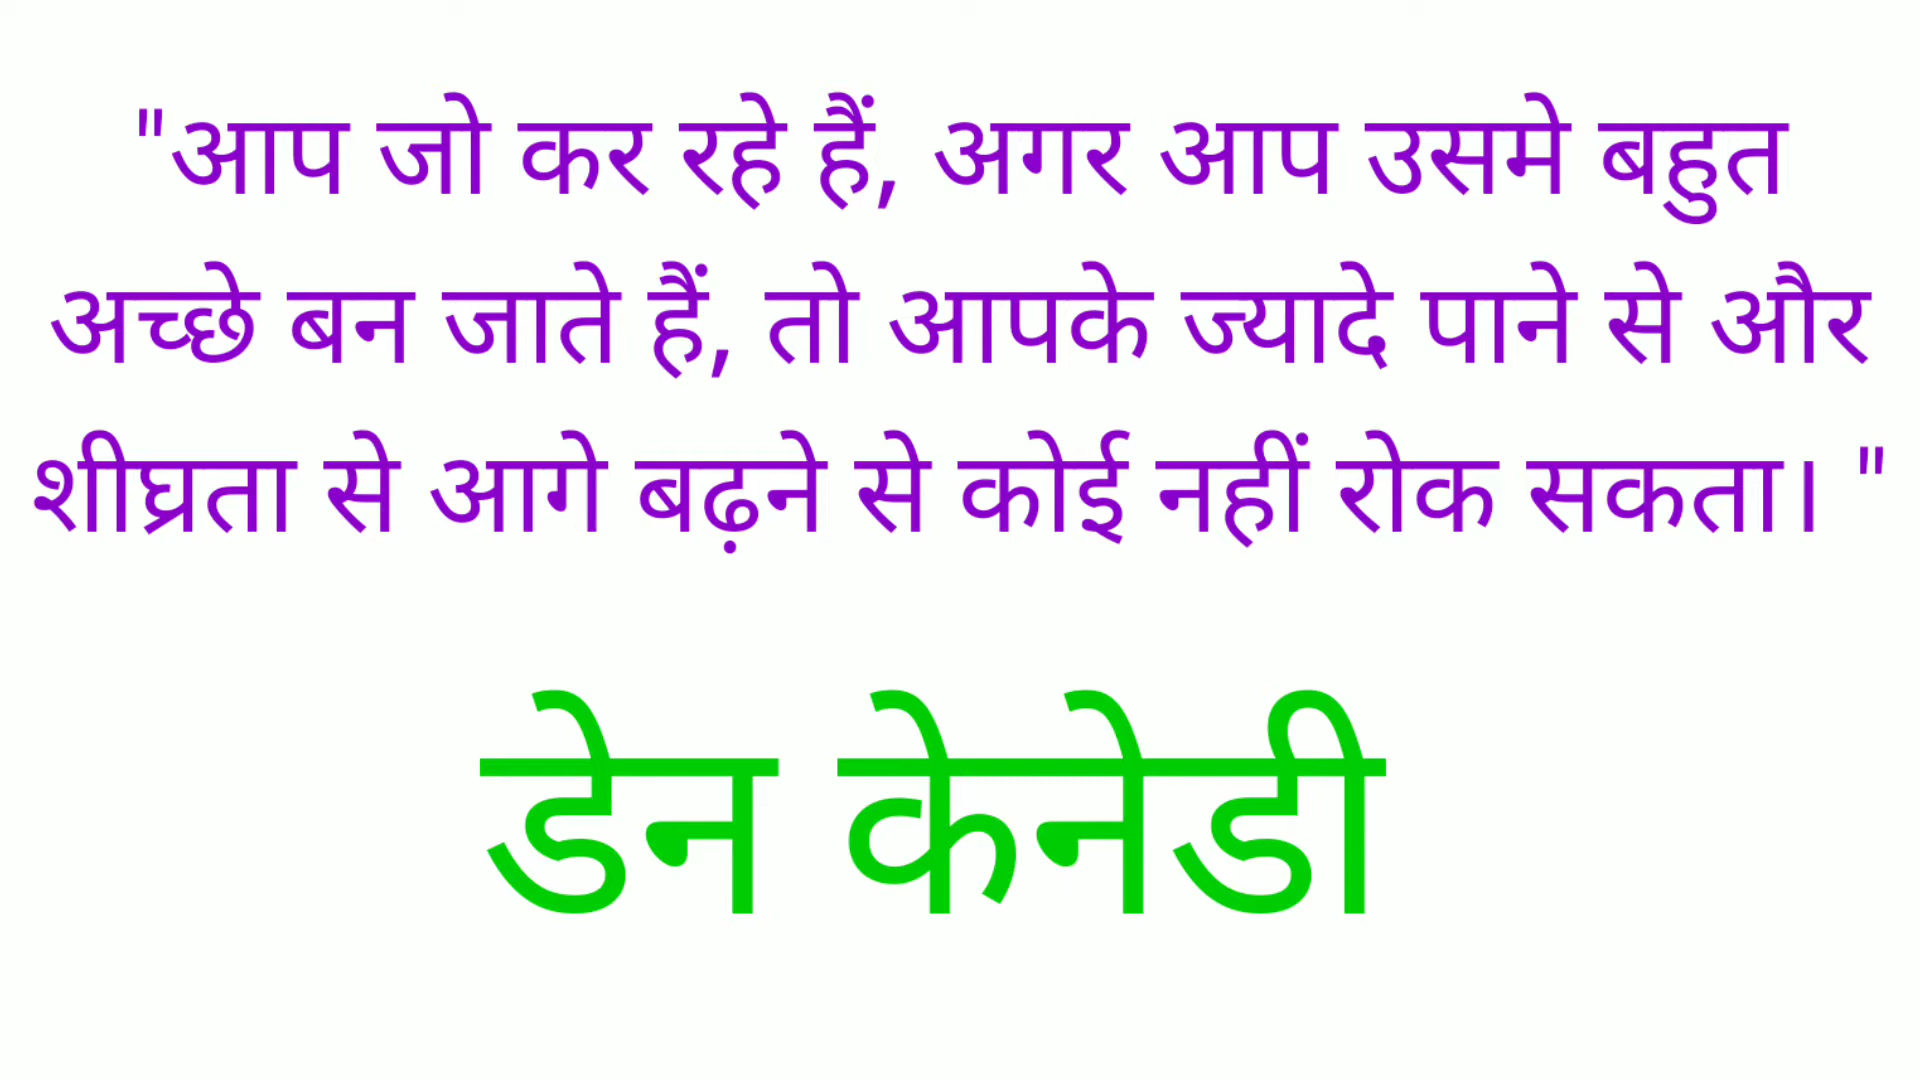 "आप जो कर रहे हैं, अगर आप उसमे बहुत
अच्छे बन जाते हैं, तो आपके ज्यादे पाने से और
शीघ्रता से आगे बढ़ने से कोई नहीं रोक सकता। "
डेन केनेडी